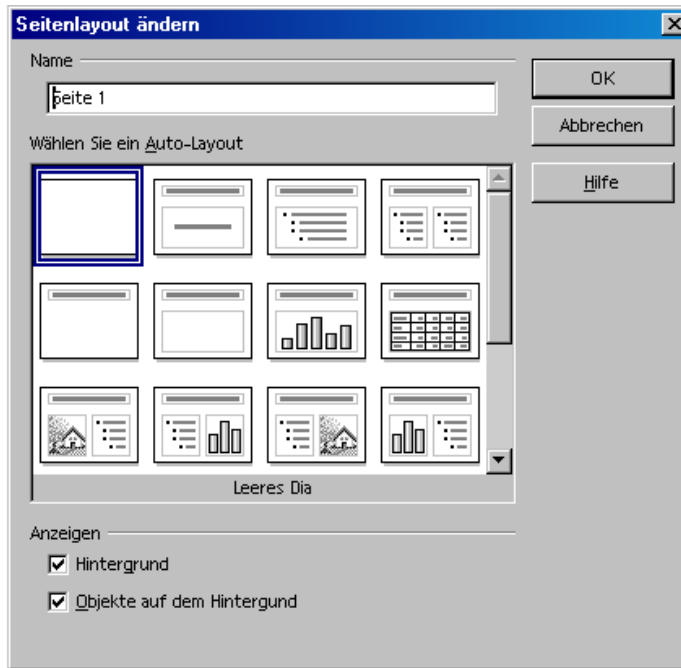 Seitenlayout ändern
Name
OK
Seite 1
Abbrechen
Wählen Sie ein Auto-Layout
Hilfe
Leeres Dia
Anzeigen
Hintergrund
Objekte auf dem Hintergund